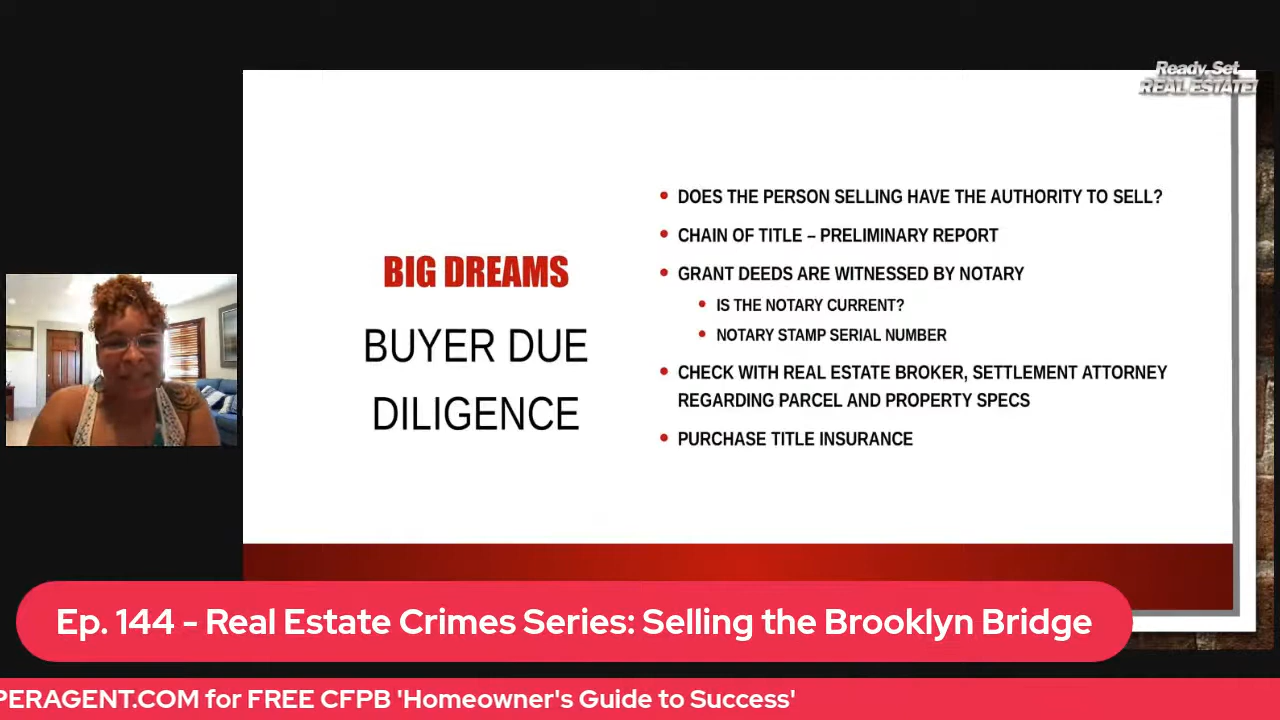 Ready, Set
REAL ESTATE!
BIG DREAMS
BUYER DUE
DILIGENCE
• DOES THE PERSON SELLING HAVE THE AUTHORITY TO SELL?
• CHAIN OF TITLE – PRELIMINARY REPORT
• GRANT DEEDS ARE WITNESSED BY NOTARY
• IS THE NOTARY CURRENT?
• NOTARY STAMP SERIAL NUMBER
• CHECK WITH REAL ESTATE BROKER, SETTLEMENT ATTORNEY
REGARDING PARCEL AND PROPERTY SPECS
• PURCHASE TITLE INSURANCE
Ep. 144 - Real Estate Crimes Series: Selling the Brooklyn Bridge
PERAGENT.COM for FREE CFPB 'Homeowner's Guide to Success'